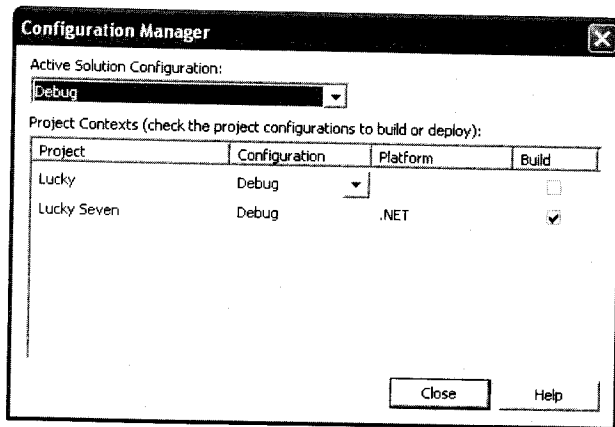 Configuration Manager
Active Solution Configuration:
Debug
Project Contexts (check the project configurations to build or deploy):
Project Configuration Platform Build
Lucky Debug
Lucky Seven Debug .NET
Close Help